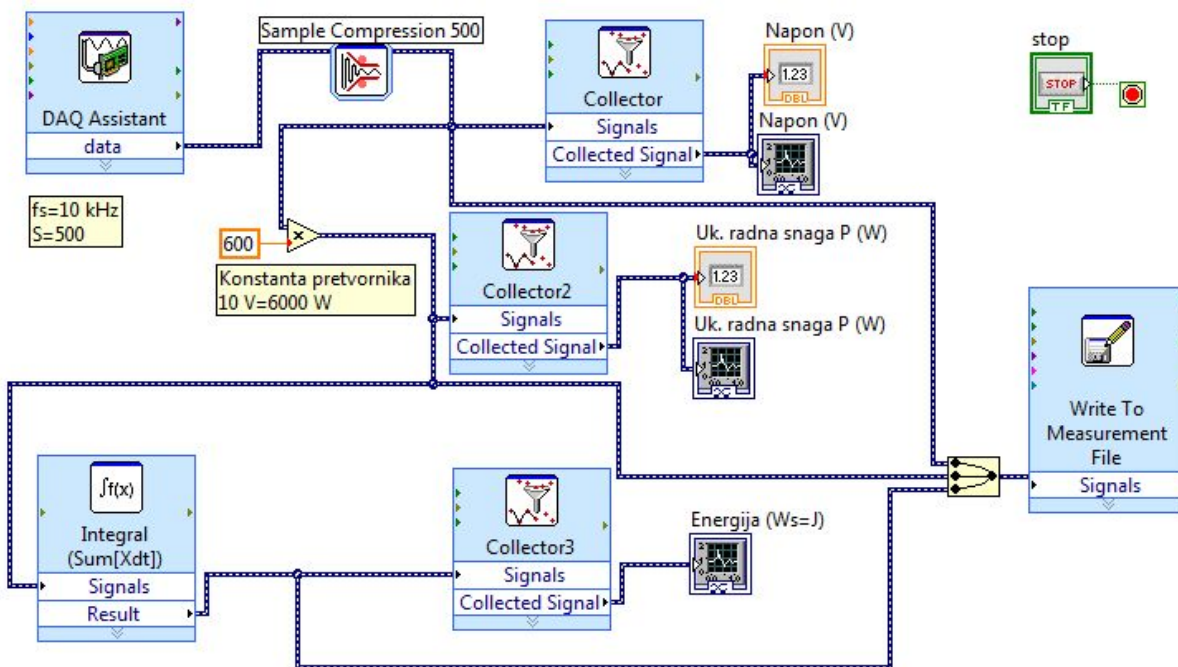 Sample Compression 500
DAQ Assistant
data
fs=10 kHz
S=500
Collector
Signals
Collected Signal
Napon (V)
1.23
DBL
Napon (V)
stop
STOP
TF
600
Konstanta pretvornika
10 V=6000 W
Collector2
Signals
Collected Signal
Uk. radna snaga P (W)
1.23
DBL
Uk. radna snaga P (W)
Write To
Measurement
File
Signals
∫f(x)
Integral
(Sum[Xdt])
Signals
Result
Collector3
Signals
Collected Signal
Energija (Ws=J)